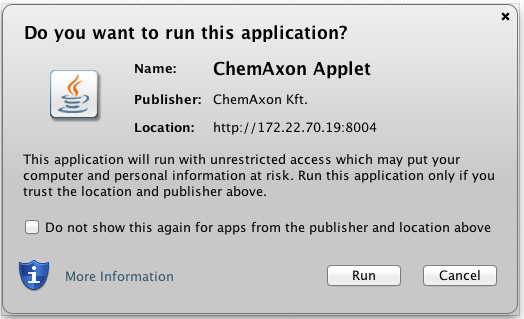 Do you want to run this application?
Name: ChemAxon Applet
Publisher: ChemAxon Kft.
Location: http://172.22.70.19:8004
This application will run with unrestricted access which may put your
computer and personal information at risk. Run this application only if you
trust the location and publisher above.
Do not show this again for apps from the publisher and location above
More Information
Run
Cancel